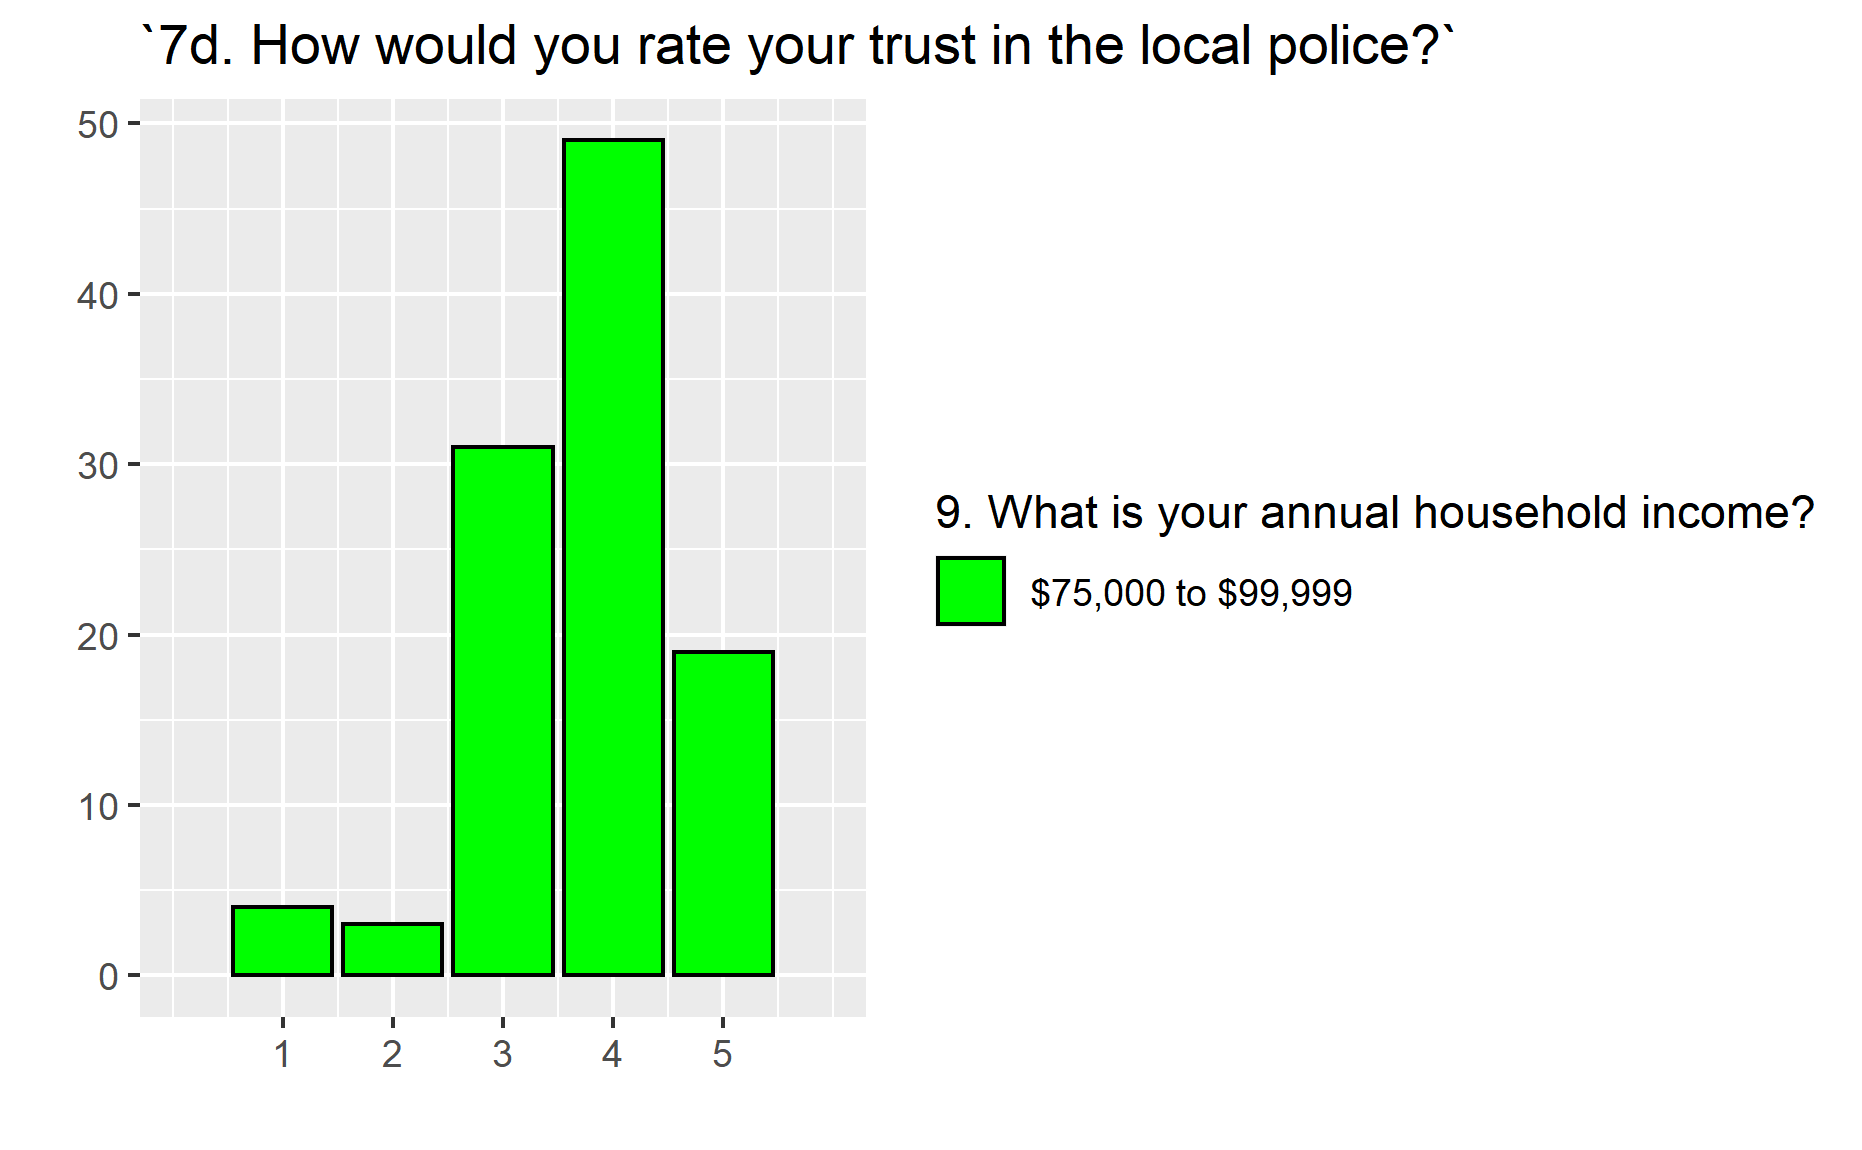 `7d. How would you rate your trust in the local police?`
50
40
30
20
10
0
1 2 3 4 5
9. What is your annual household income?
$75,000 to $99,999